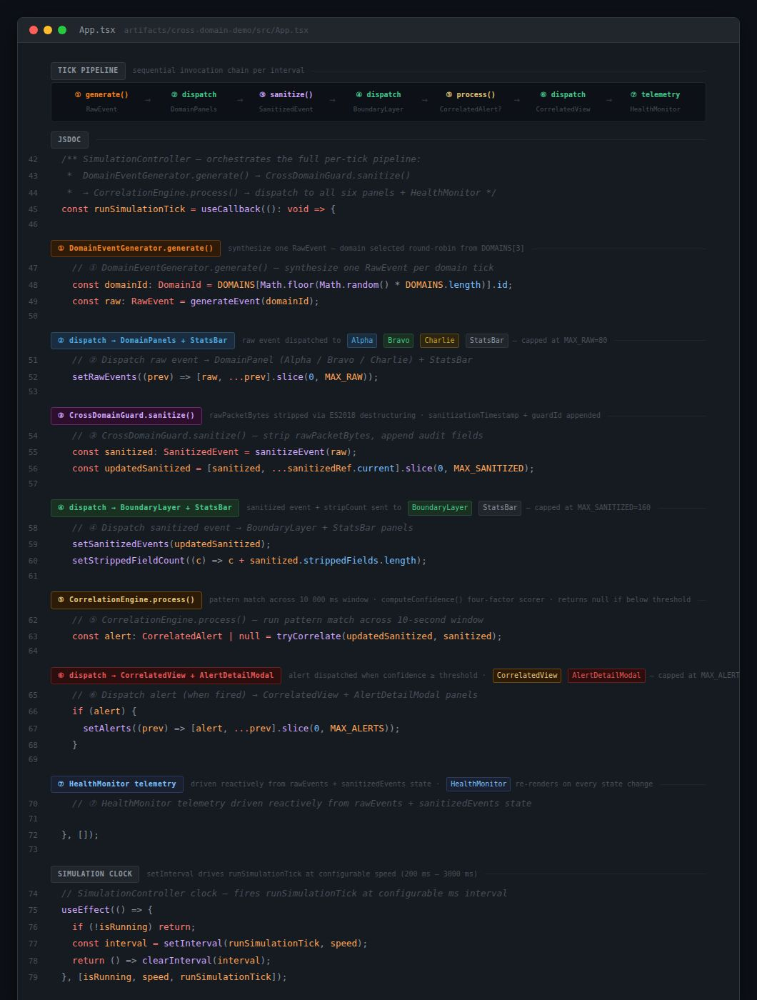 App.tsx artifacts/cross-domain-demo/src/App.tsx
TICK PIPELINE sequential invocation chain per interval
① generate() → ② dispatch → ③ sanitize() → ④ dispatch → ⑤ process() → ⑥ dispatch → ⑦ telemetry
RawEvent DomainPanels SanitizedEvent BoundaryLayer CorrelatedAlert? CorrelatedView HealthMonitor
JSDOC
42 /** SimulationController — orchestrates the full per-tick pipeline:
43  *  DomainEventGenerator.generate() → CrossDomainGuard.sanitize()
44  *  → CorrelationEngine.process() → dispatch to all six panels + HealthMonitor */
45 const runSimulationTick = useCallback((): void => {
46
① DomainEventGenerator.generate() synthesize one RawEvent — domain selected round-robin from DOMAINS[3]
47   // ① DomainEventGenerator.generate() — synthesize one RawEvent per domain tick
48   const domainId: DomainId = DOMAINS[Math.floor(Math.random() * DOMAINS.length)].id;
49   const raw: RawEvent = generateEvent(domainId);
50
② dispatch → DomainPanels + StatsBar raw event dispatched to Alpha Bravo Charlie StatsBar — capped at MAX_RAW=80
51   // ② Dispatch raw event → DomainPanel (Alpha / Bravo / Charlie) + StatsBar
52   setRawEvents((prev) => [raw, ...prev].slice(0, MAX_RAW));
53
③ CrossDomainGuard.sanitize() rawPacketBytes stripped via ES2018 destructuring · sanitizationTimestamp + guardId appended
54   // ③ CrossDomainGuard.sanitize() — strip rawPacketBytes, append audit fields
55   const sanitized: SanitizedEvent = sanitizeEvent(raw);
56   const updatedSanitized = [sanitized, ...sanitizedRef.current].slice(0, MAX_SANITIZED);
57
④ dispatch → BoundaryLayer + StatsBar sanitized event + stripCount sent to BoundaryLayer StatsBar — capped at MAX_SANITIZED=160
58   // ④ Dispatch sanitized event → BoundaryLayer + StatsBar panels
59   setSanitizedEvents(updatedSanitized);
60   setStrippedFieldCount((c) => c + sanitized.strippedFields.length);
61
⑤ CorrelationEngine.process() pattern match across 10 000 ms window · computeConfidence() four-factor scorer · returns null if below threshold
62   // ⑤ CorrelationEngine.process() — run pattern match across 10-second window
63   const alert: CorrelatedAlert | null = tryCorrelate(updatedSanitized, sanitized);
64
⑥ dispatch → CorrelatedView + AlertDetailModal alert dispatched when confidence ≥ threshold · CorrelatedView AlertDetailModal — capped at MAX_ALERT
65   // ⑥ Dispatch alert (when fired) → CorrelatedView + AlertDetailModal panels
66   if (alert) {
67     setAlerts((prev) => [alert, ...prev].slice(0, MAX_ALERTS));
68   }
69
⑦ HealthMonitor telemetry driven reactively from rawEvents + sanitizedEvents state · HealthMonitor re-renders on every state change
70   // ⑦ HealthMonitor telemetry driven reactively from rawEvents + sanitizedEvents state
71
72 }, []);
73
SIMULATION CLOCK setInterval drives runSimulationTick at configurable speed (200 ms — 3000 ms)
74 // SimulationController clock — fires runSimulationTick at configurable ms interval
75 useEffect(() => {
76   if (!isRunning) return;
77   const interval = setInterval(runSimulationTick, speed);
78   return () => clearInterval(interval);
79 }, [isRunning, speed, runSimulationTick]);